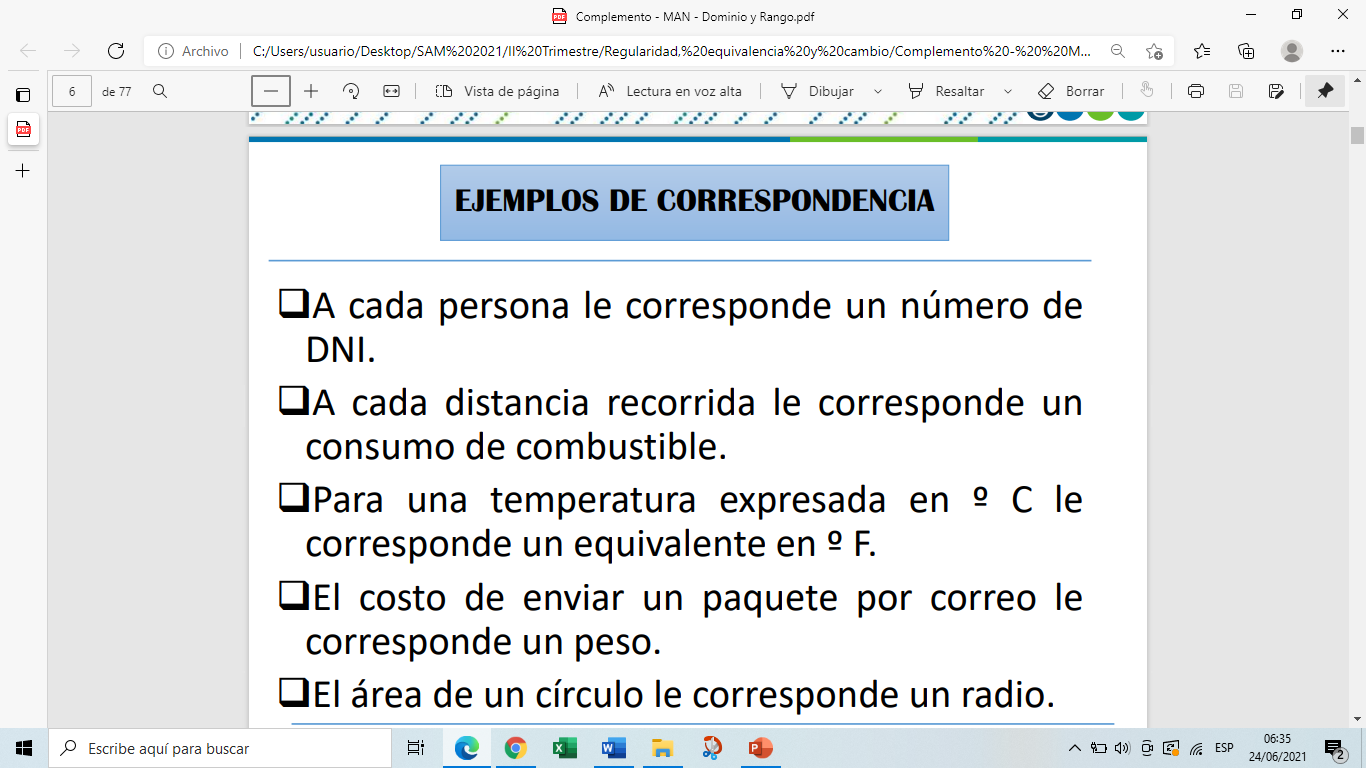 Complemento - MAN - Dominio y Rango.pdf
Archivo
C:/Users/usuario/Desktop/SAM%202021/II%20Trimestre/Regularidad,%20equivalencia%20y%20cambio/Complemento%20-%20%20M...
6 de 77
Vista de página
Lectura en voz alta
Dibujar
Resaltar
Borrar
EJEMPLOS DE CORRESPONDENCIA
A cada persona le corresponde un número de
DNI.
A cada distancia recorrida le corresponde un
consumo de combustible.
Para una temperatura expresada en º C le
corresponde un equivalente en º F.
El costo de enviar un paquete por correo le
corresponde un peso.
El área de un círculo le corresponde un radio.
Escribe aquí para buscar
ESP
06:35
24/06/2021
2